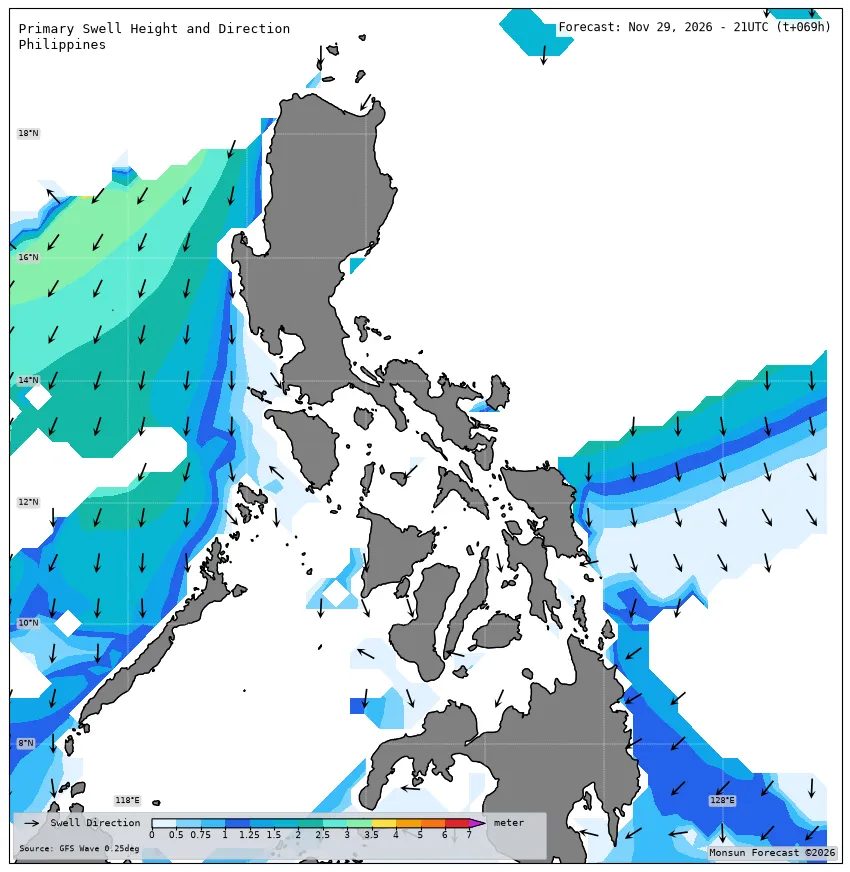 Primary Swell Height and Direction
Philippines
Forecast: Nov 29, 2026 - 21UTC (t+069h)
18°N
16°N
14°N
12°N
10°N
8°N
118°E
128°E
Swell Direction
0 0.5 0.75 1 1.25 1.5 2 2.5 3 3.5 4 5 6 7
meter
Source: GFS Wave 0.25deg
Monsun Forecast ©2026